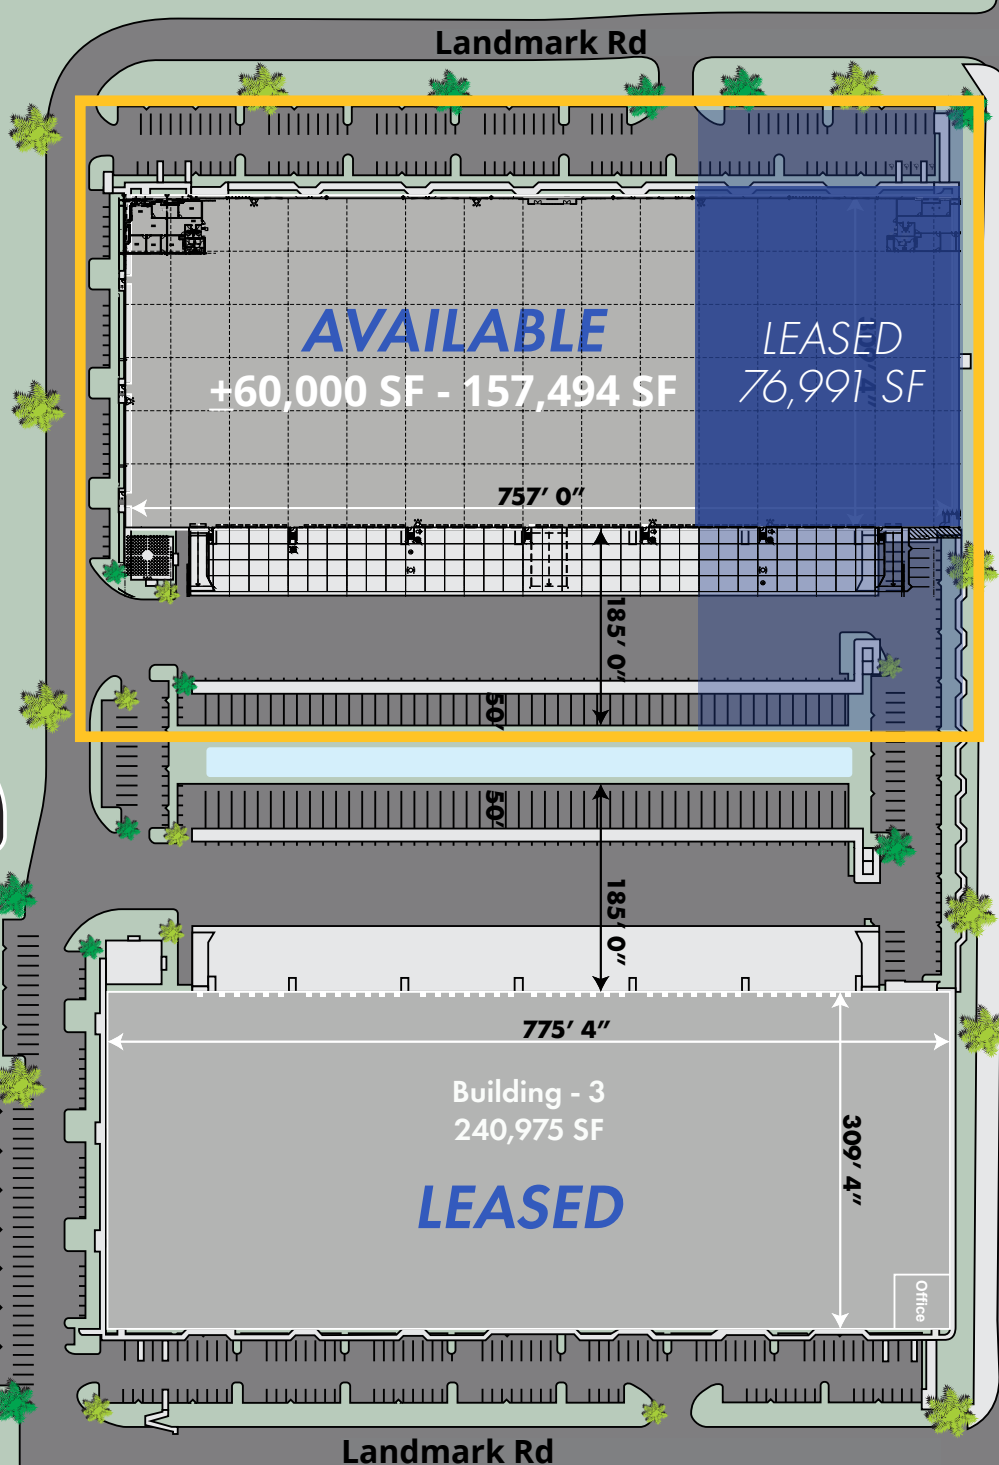 Landmark Rd
AVAILABLE
±60,000 SF - 157,494 SF
LEASED
76,991 SF
757′ 0″
185′ 0″
50′
50′
185′ 0″
775′ 4″
Building - 3
240,975 SF
309′ 4″
LEASED
Office
Landmark Rd